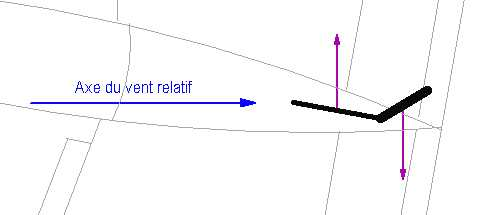 Axe du vent relatif